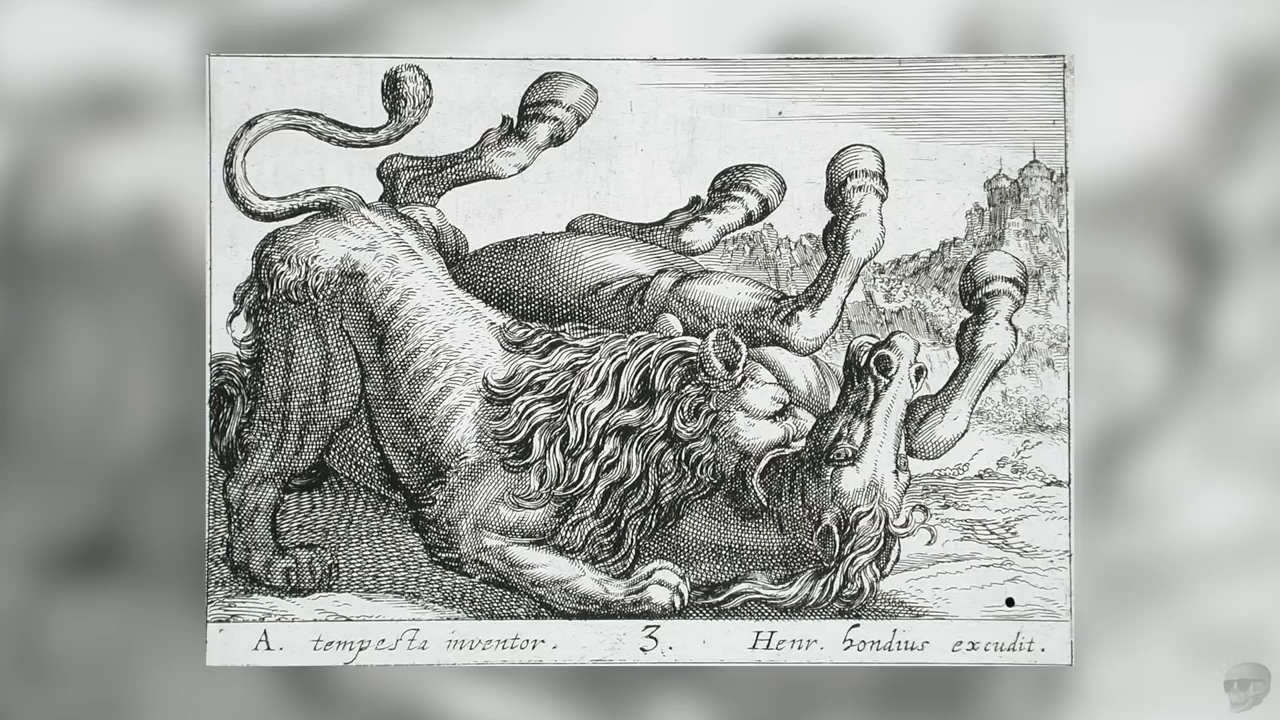 A. tempesta inventor. 3. Henr. hondius excudit.